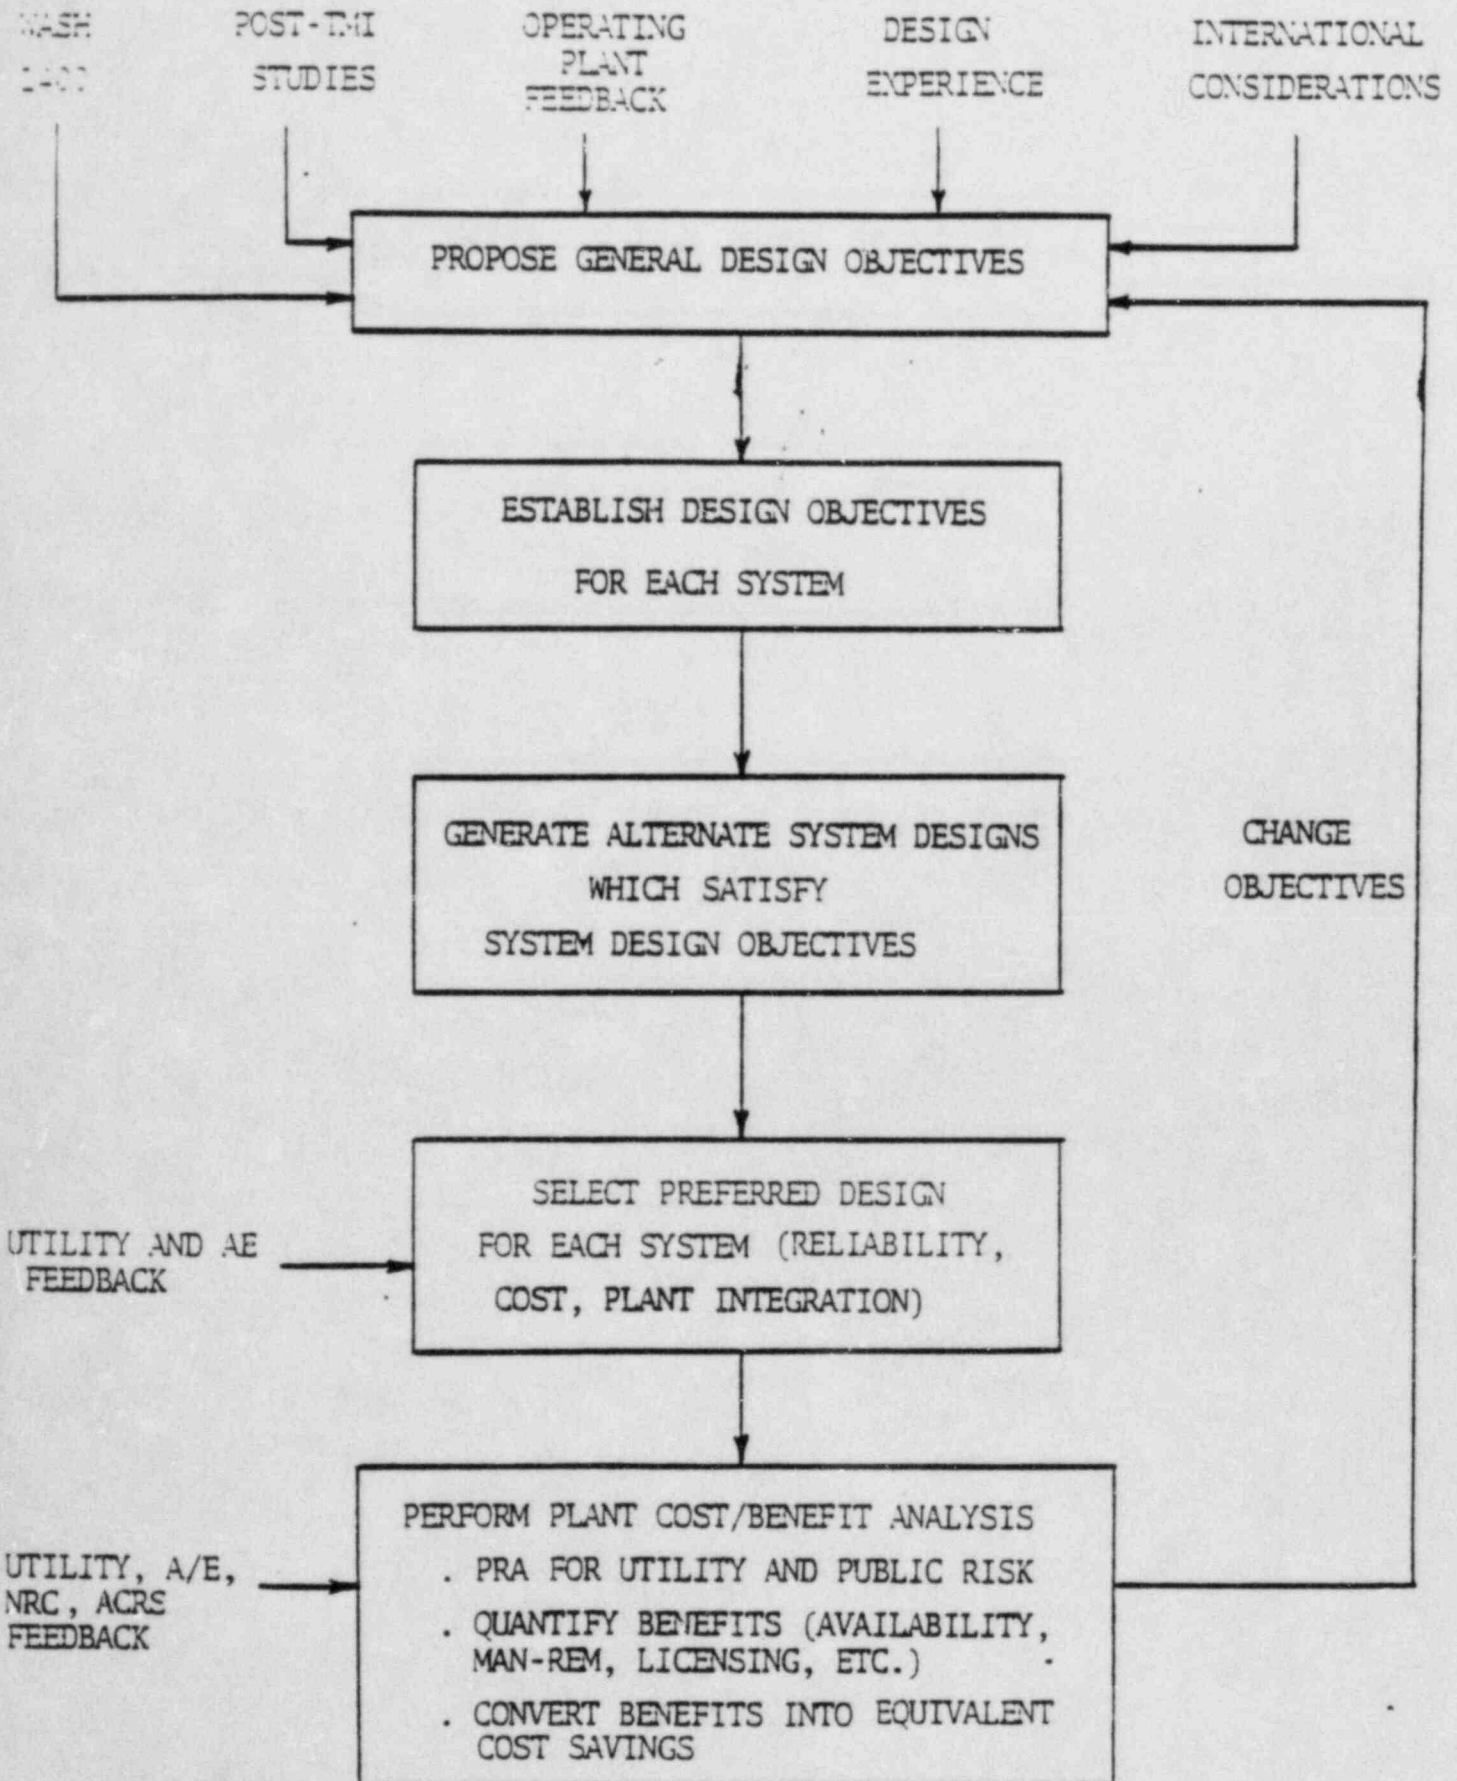 WASH
POST-TMI
STUDIES
OPERATING
PLANT
FEEDBACK
DESIGN
EXPERIENCE
INTERNATIONAL
CONSIDERATIONS
PROPOSE GENERAL DESIGN OBJECTIVES
ESTABLISH DESIGN OBJECTIVES
FOR EACH SYSTEM
GENERATE ALTERNATE SYSTEM DESIGNS
WHICH SATISFY
SYSTEM DESIGN OBJECTIVES
CHANGE
OBJECTIVES
SELECT PREFERRED DESIGN
FOR EACH SYSTEM (RELIABILITY,
COST, PLANT INTEGRATION)
UTILITY AND AE
FEEDBACK
PERFORM PLANT COST/BENEFIT ANALYSIS
. PRA FOR UTILITY AND PUBLIC RISK
. QUANTIFY BENEFITS (AVAILABILITY,
MAN-REM, LICENSING, ETC.)
. CONVERT BENEFITS INTO EQUIVALENT
COST SAVINGS
UTILITY, A/E,
NRC, ACRS
FEEDBACK